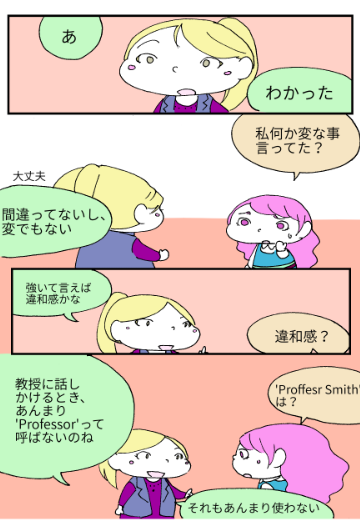 あ
わかった
私何か変な事
言ってた？
大丈夫
間違ってないし、
変でもない
強いて言えば
違和感かな
違和感？
教授に話し
かけるとき、
あんまり
'Professor'って
呼ばないのね
'Proffesr Smith'
は？
それもあんまり使わない